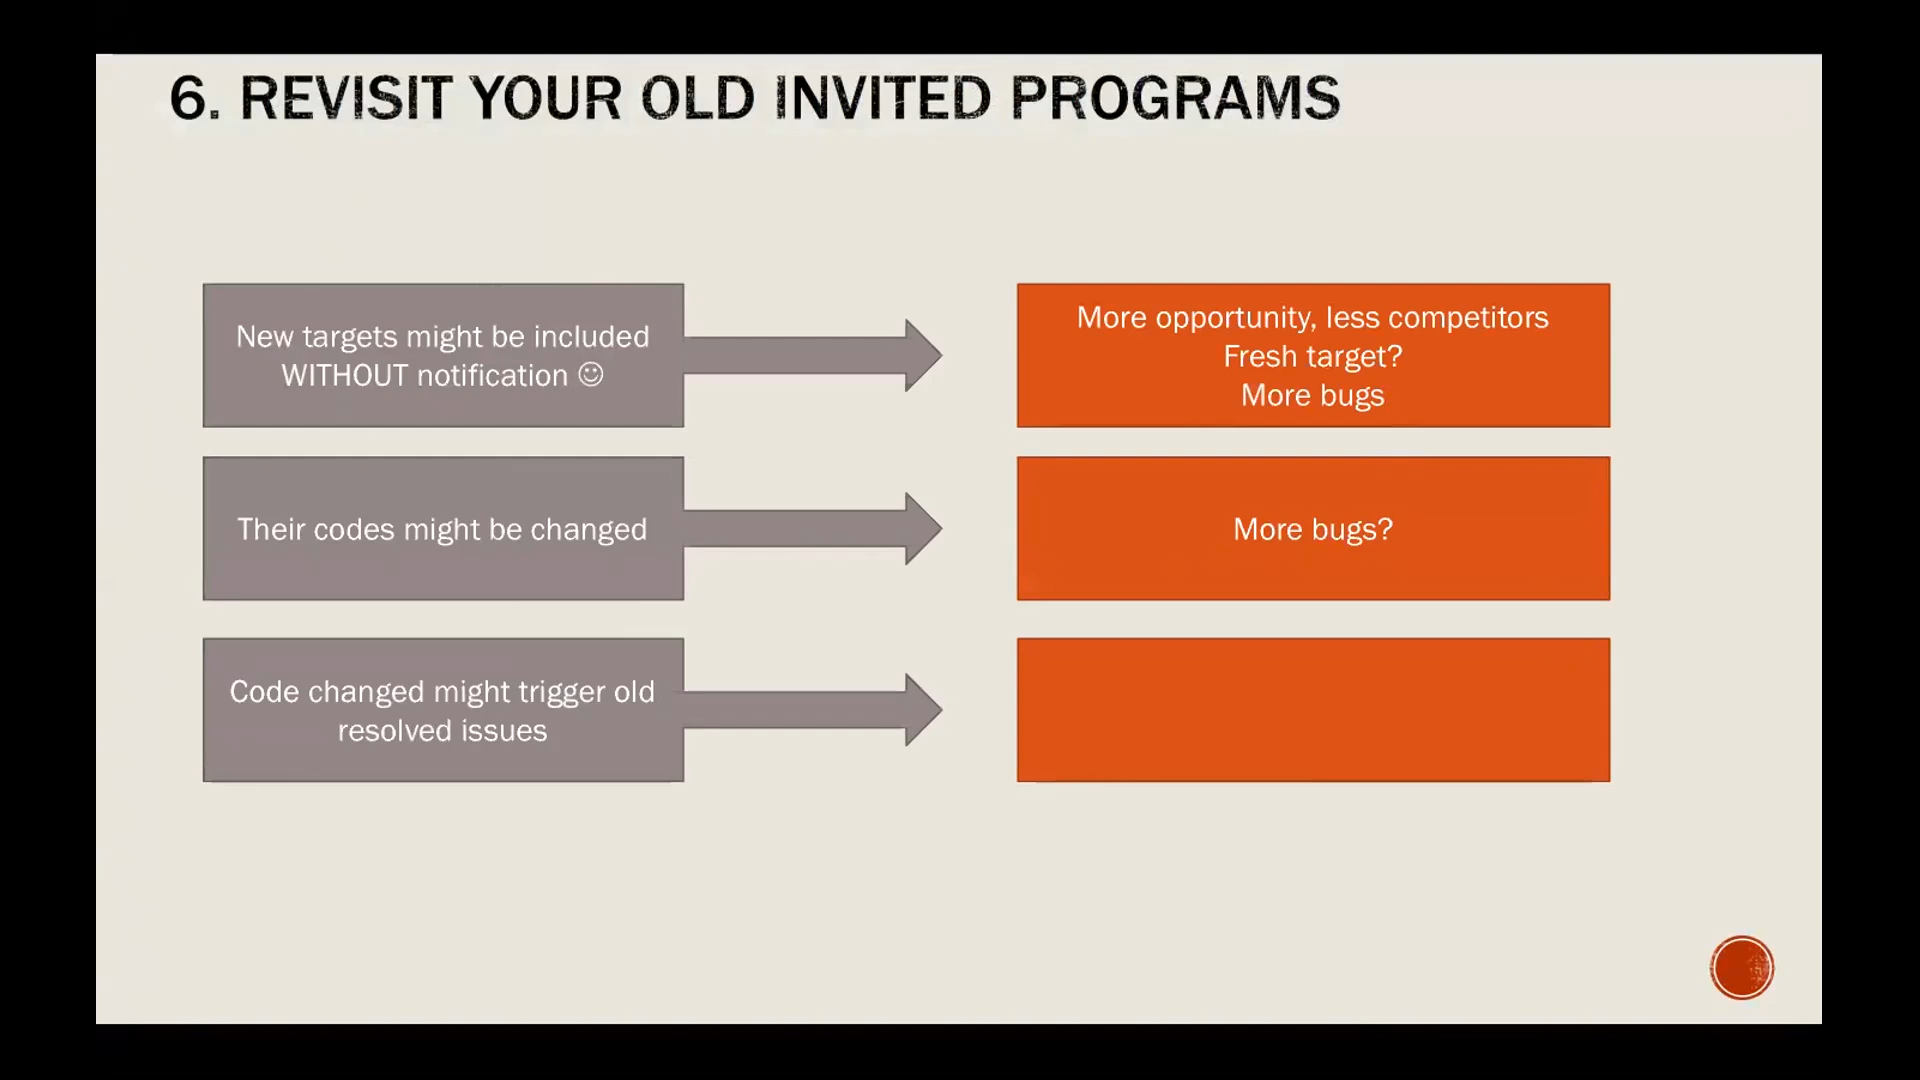 6. REVISIT YOUR OLD INVITED PROGRAMS
New targets might be included
WITHOUT notification ☺
More opportunity, less competitors
Fresh target?
More bugs
Their codes might be changed
More bugs?
Code changed might trigger old
resolved issues